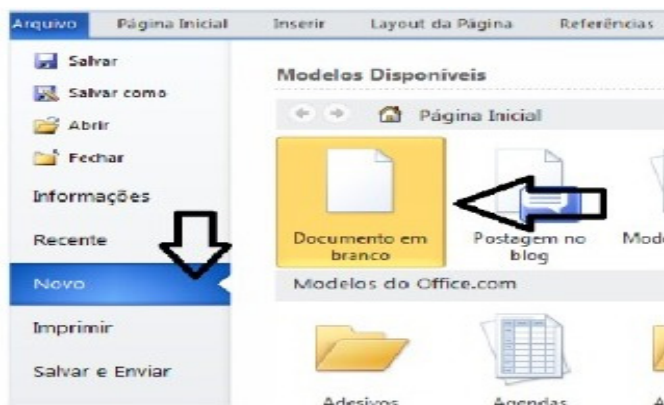 Arquivo Página Inicial Inserir Layout da Página Referências
Salvar
Salvar como
Abrir
Fechar
Informações
Recente
Novo
Imprimir
Salvar e Enviar
Modelos Disponíveis
Página Inicial
Documento em
branco
Postagem no
blog
Modelos do Office.com
Adesivos
Agendas